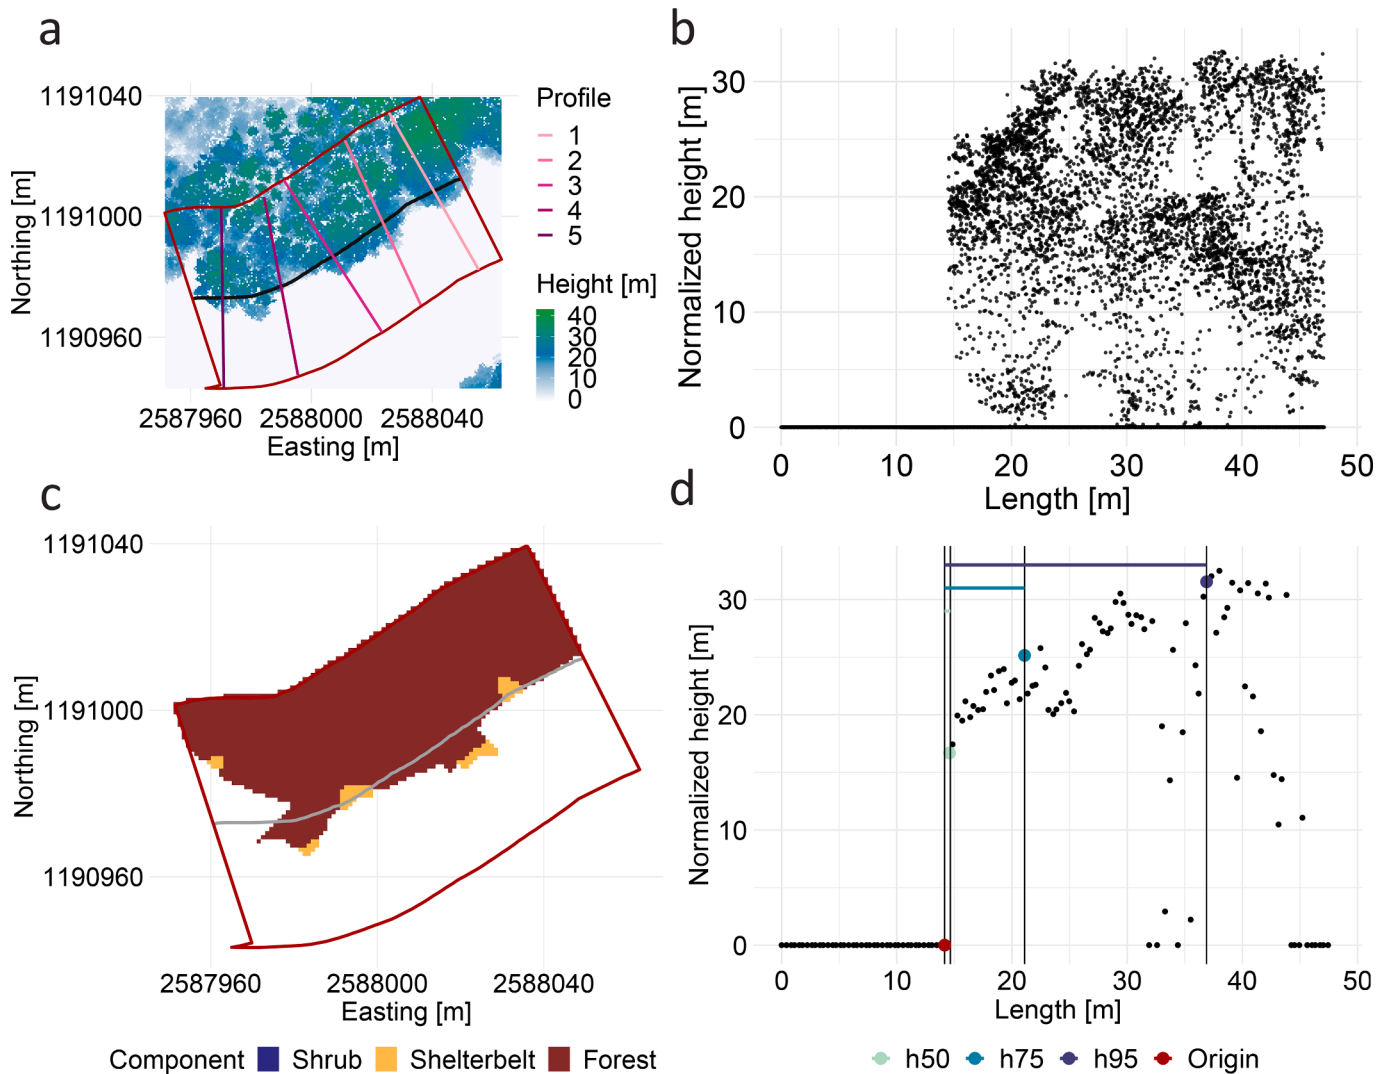 a
Northing [m]
1191040
1191000
1190960
2587960 2588000 2588040
Easting [m]
Profile
1
2
3
4
5
Height [m]
40
30
20
10
0
b
Normalized height [m]
30
20
10
0
0 10 20 30 40 50
Length [m]
c
Northing [m]
1191040
1191000
1190960
2587960 2588000 2588040
Easting [m]
Component Shrub Shelterbelt Forest
d
Normalized height [m]
30
20
10
0
0 10 20 30 40 50
Length [m]
h50 h75 h95 Origin